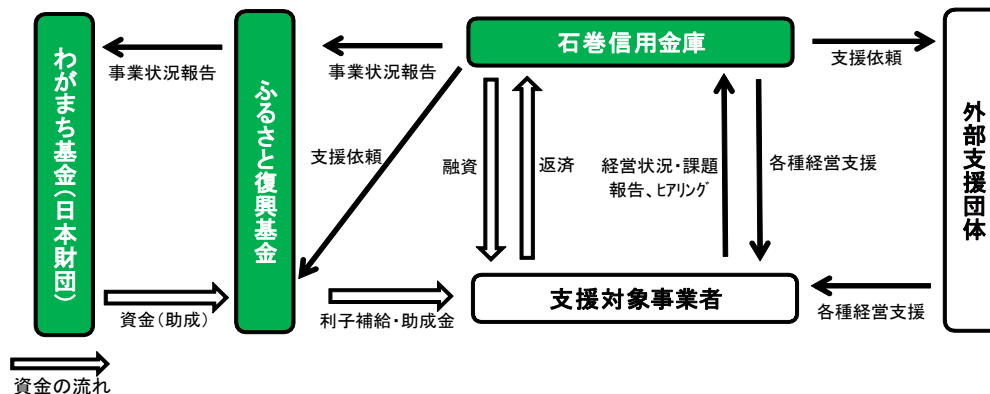 わがまち基金(日本財団)
事業状況報告
ふるさと復興基金
事業状況報告
石巻信用金庫
支援依頼
外部支援団体
支援依頼
融資
返済
経営状況・課題
報告、ヒアリング
各種経営支援
資金(助成)
利子補給・助成金
支援対象事業者
各種経営支援
資金の流れ